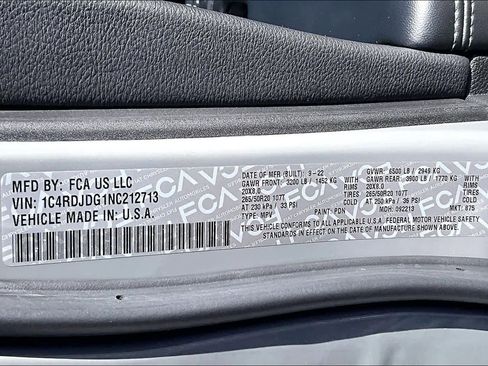 MFD BY: FCA US LLC
VIN: 1C4RDJDG1NC212713
VEHICLE MADE IN U.S.A.
DATE OF MFR (BUILT): 9-22 GVWR: 6500 LB / 2949 KG
GAWR FRONT 3200 LB / 1452 KG GAWR REAR: 3900 LB / 1770 KG
20X8.0 20X8.0
265/50R20 107T 265/50R20 107T
AT 230 kPa / 33 PSI COLD AT 250 kPa / 36 PSI COLD
TYPE: MPV PAINT: PDN MDH: 092213 MKT: 875
THIS VEHICLE CONFORMS TO ALL APPLICABLE U.S.A. FEDERAL MOTOR VEHICLE SAFETY
STANDARDS IN EFFECT ON THE DATE OF MANUFACTURE SHOWN ABOVE.